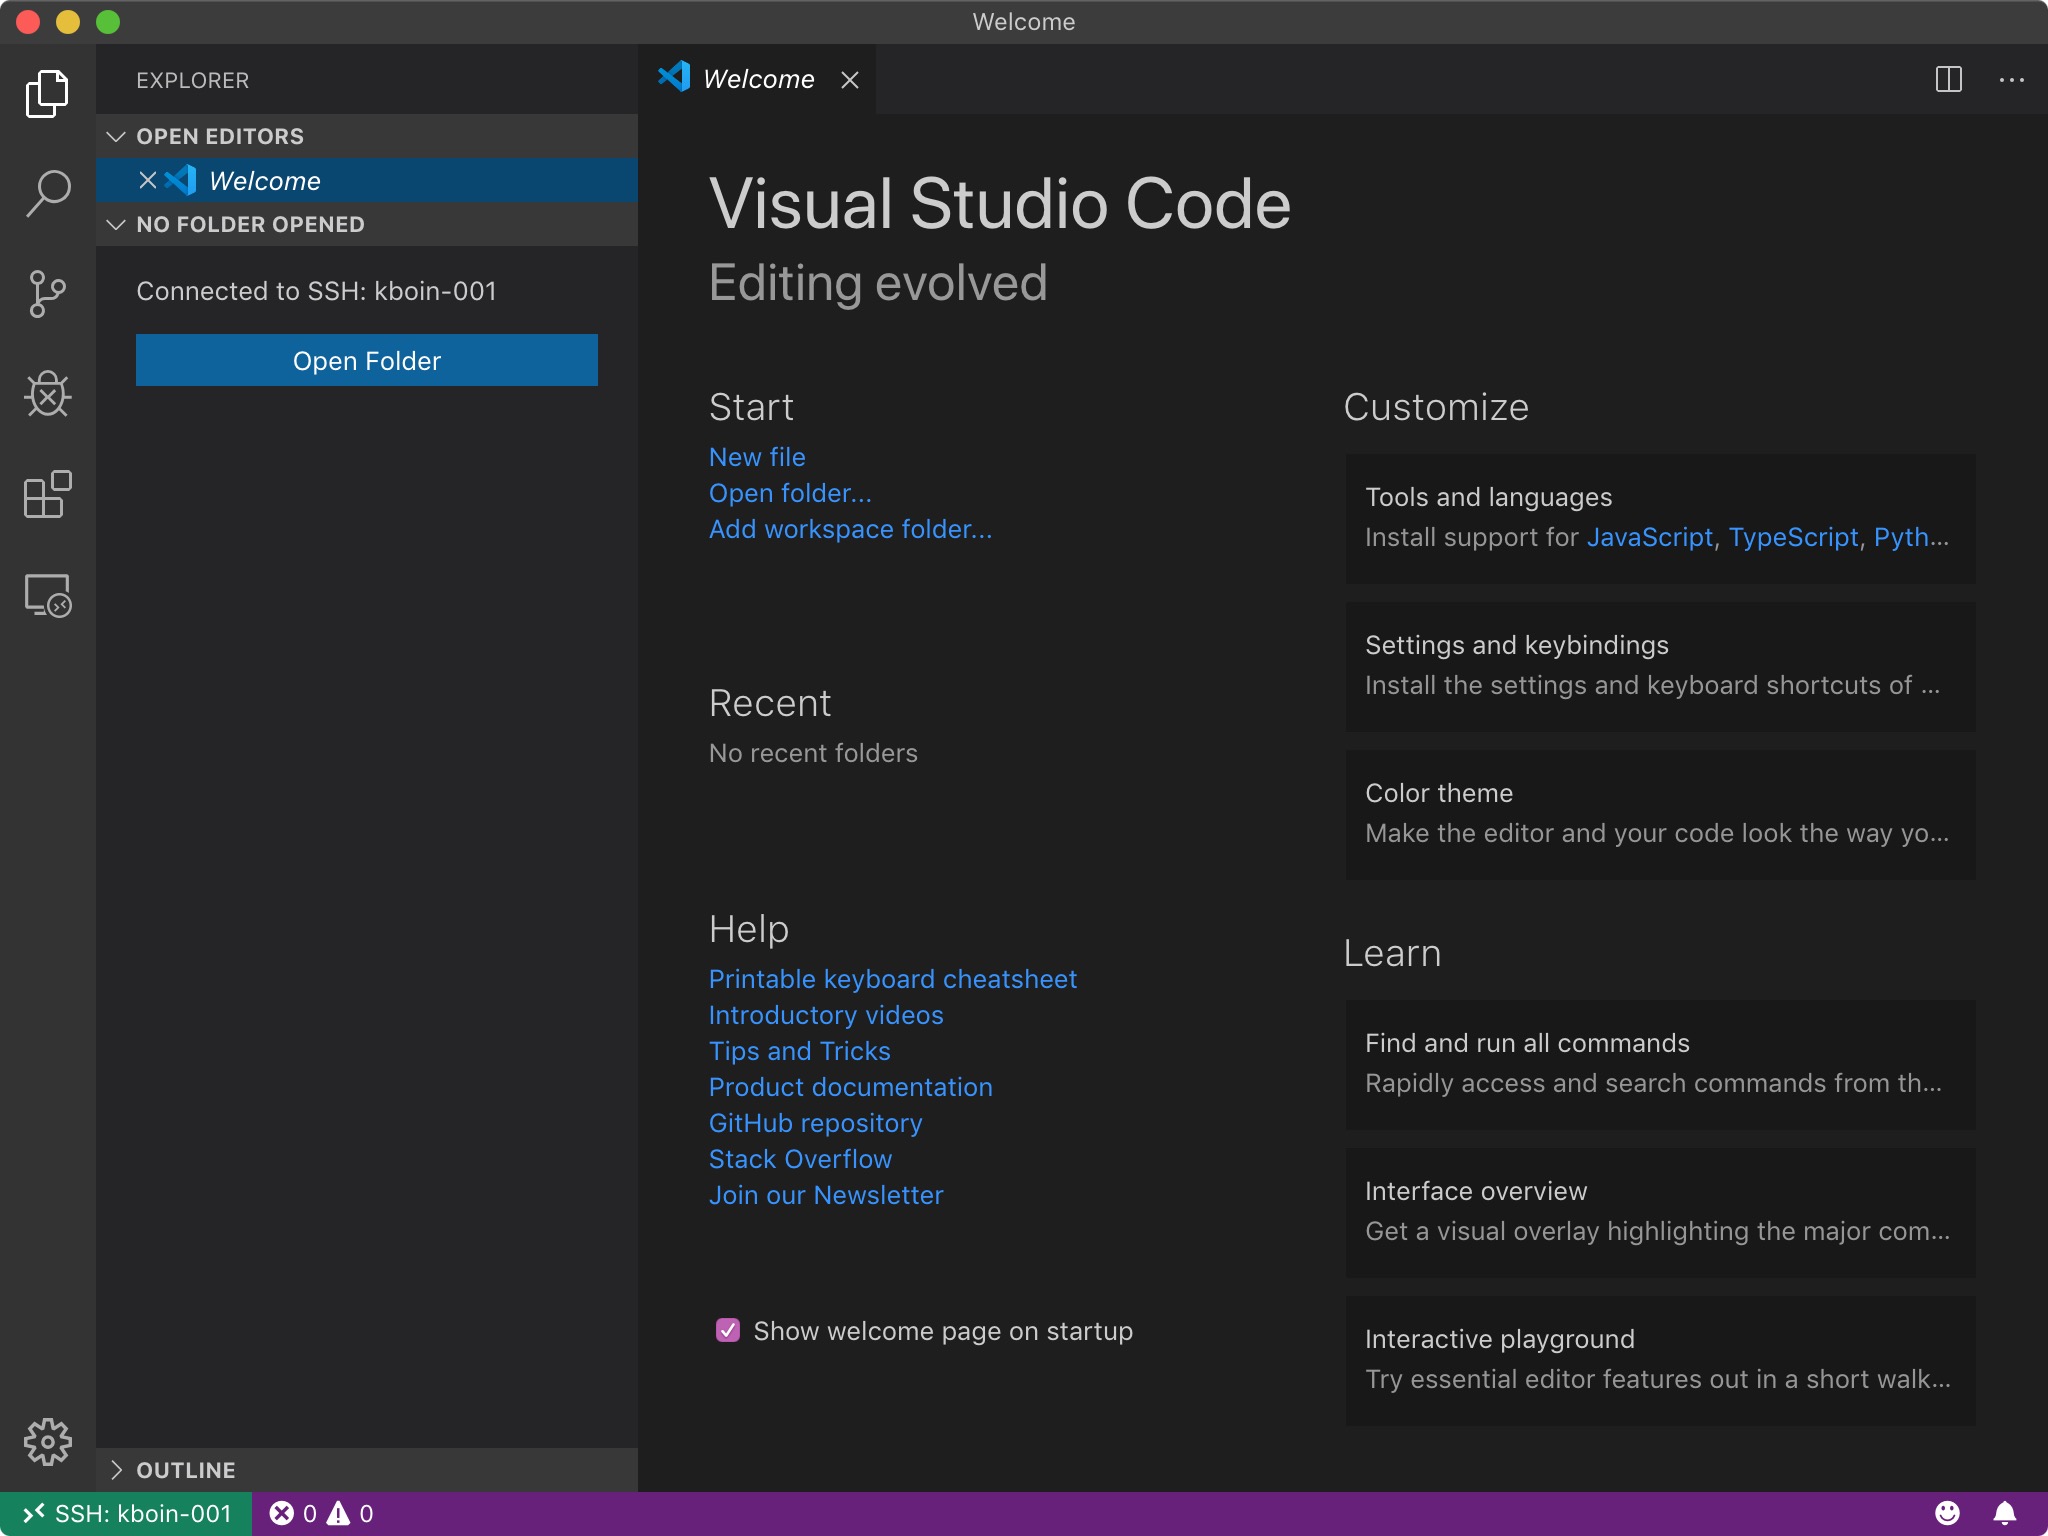 Welcome
EXPLORER
OPEN EDITORS
Welcome
NO FOLDER OPENED
Connected to SSH: kboin-001
Open Folder
OUTLINE
Welcome
Visual Studio Code
Editing evolved
Start
New file
Open folder...
Add workspace folder...
Recent
No recent folders
Help
Printable keyboard cheatsheet
Introductory videos
Tips and Tricks
Product documentation
GitHub repository
Stack Overflow
Join our Newsletter
Show welcome page on startup
Customize
Tools and languages
Install support for JavaScript, TypeScript, Pyth...
Settings and keybindings
Install the settings and keyboard shortcuts of ...
Color theme
Make the editor and your code look the way yo...
Learn
Find and run all commands
Rapidly access and search commands from th...
Interface overview
Get a visual overlay highlighting the major com...
Interactive playground
Try essential editor features out in a short walk...
SSH: kboin-001 0 0